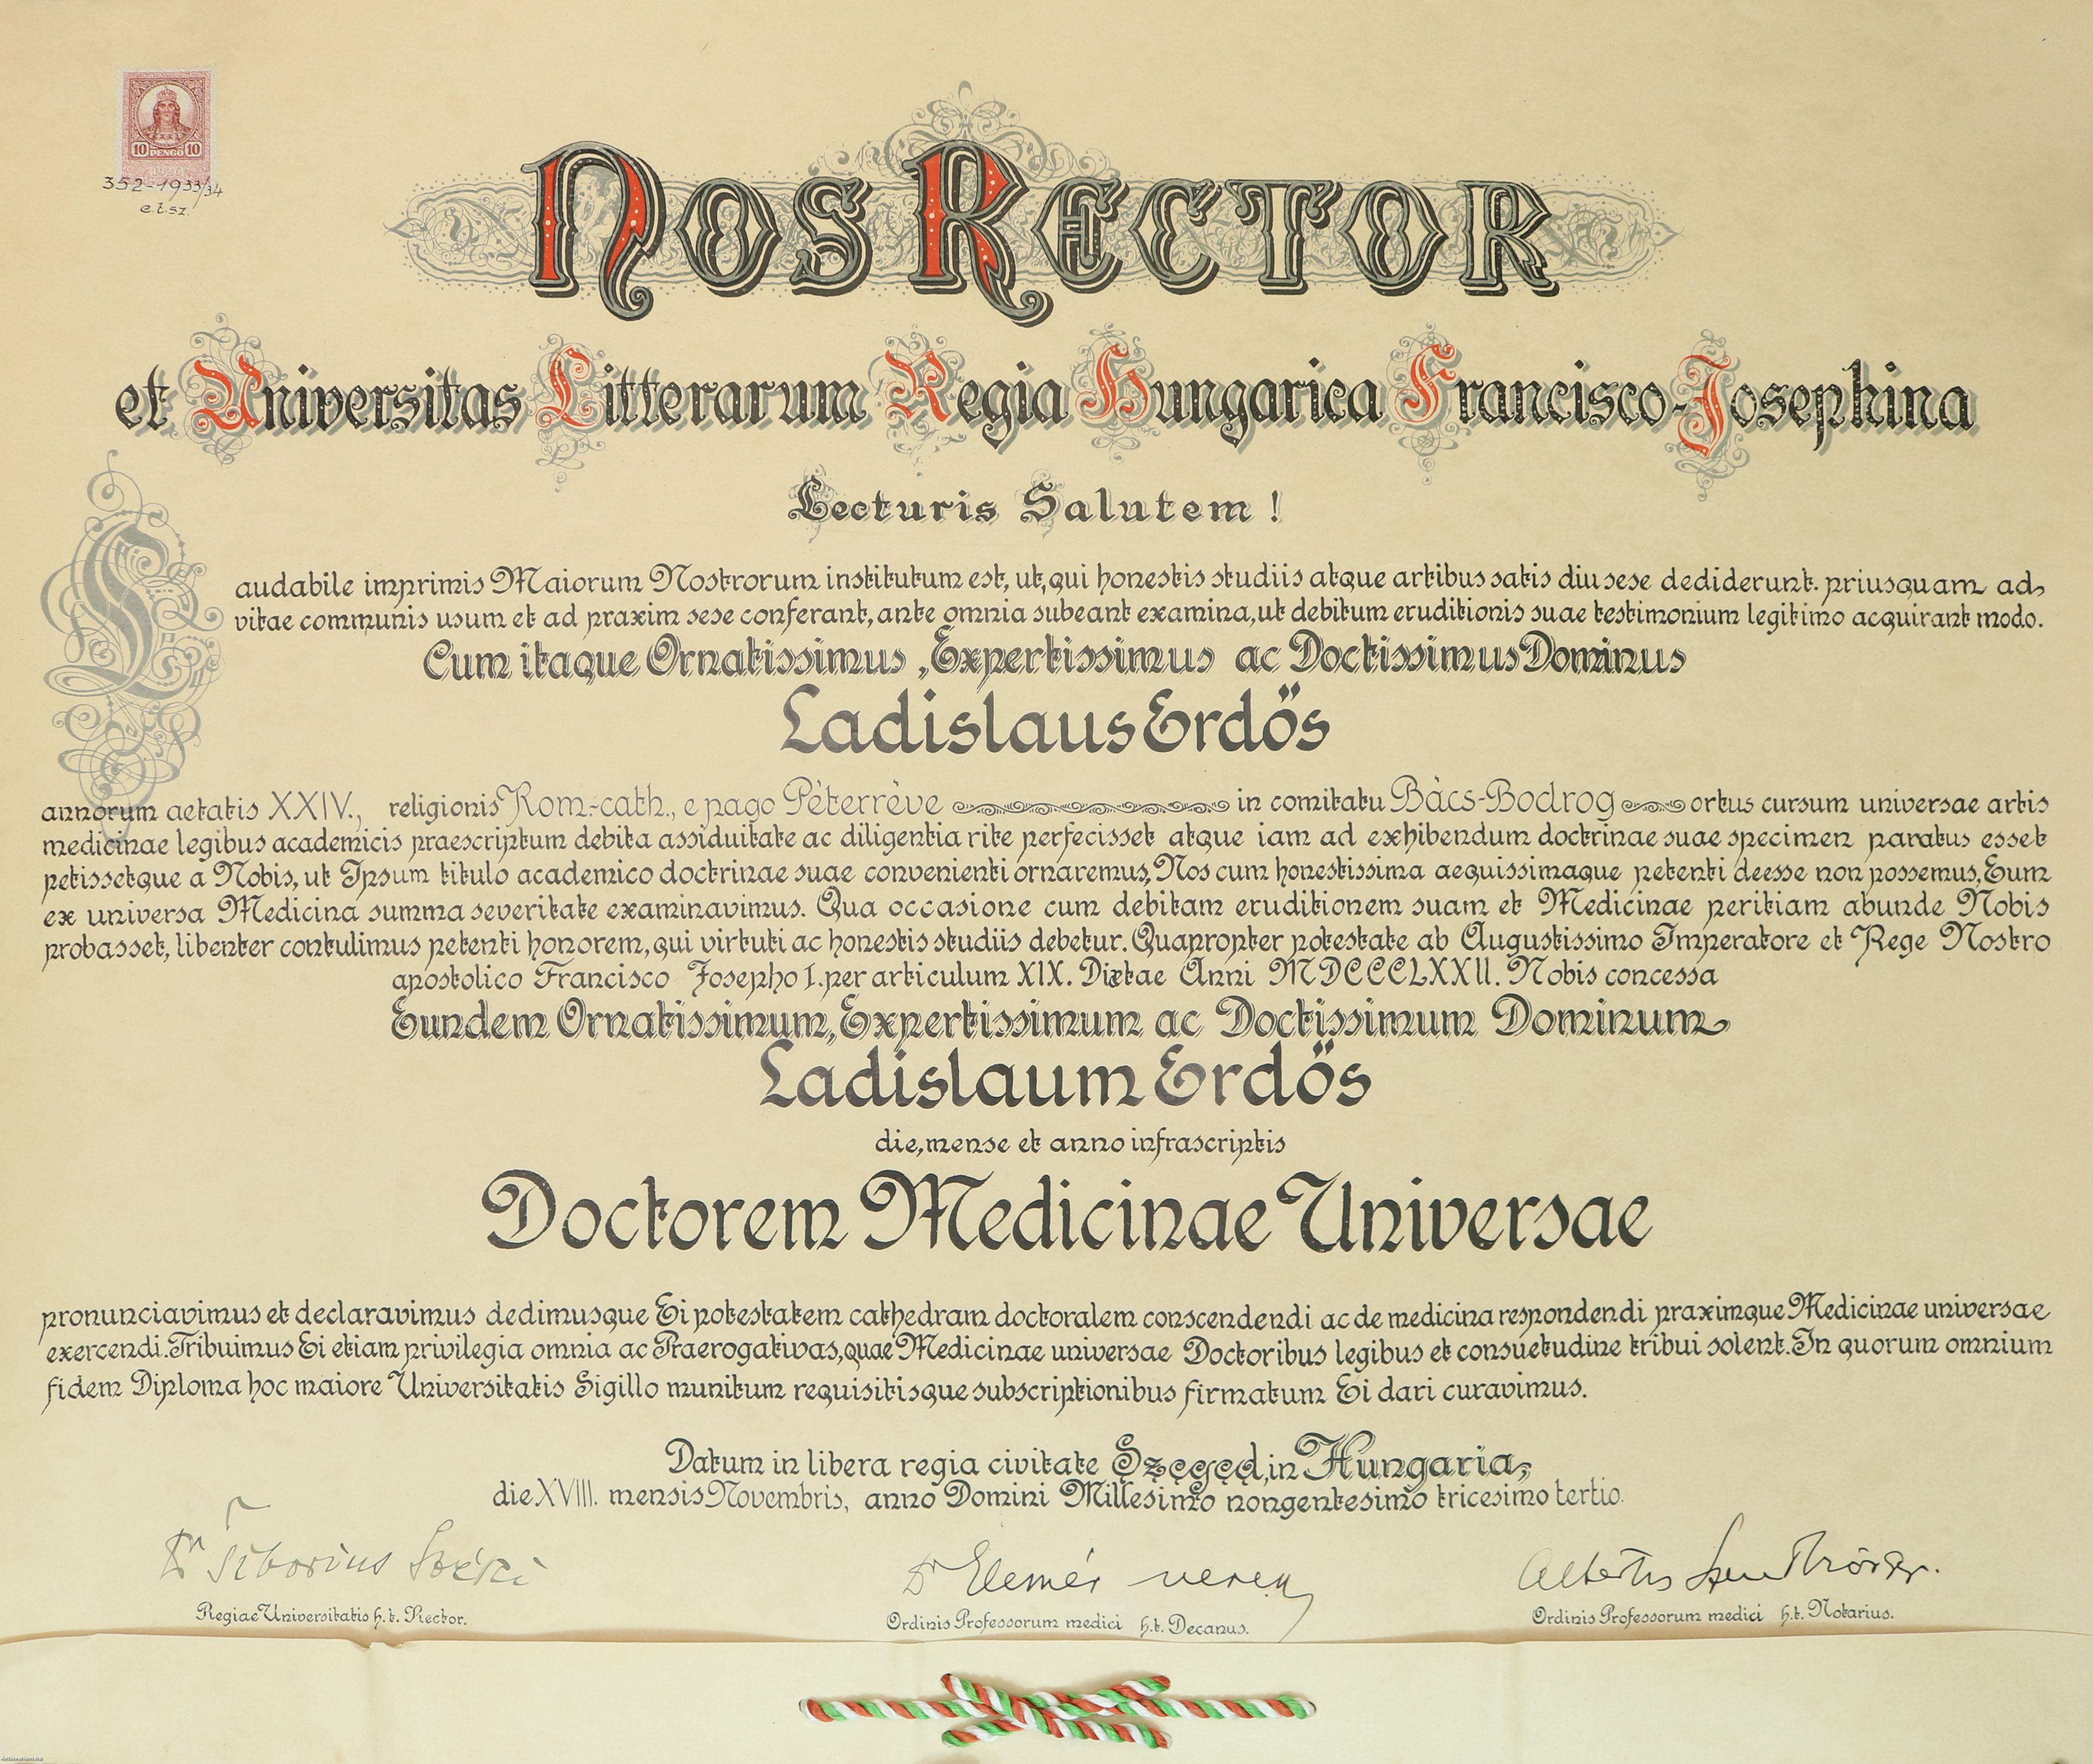 10 PENGŐ 10
352-1933/34
e.t.sz.
Nos Rector
et Universitas Litterarum Regia Hungarica Francisco-Josephina
Lecturis Salutem!
Laudabile imprimis Maiorum Nostrorum institutum est, ut, qui honestis studiis atque artibus satis diu sese dediderunt. priusquam ad
vitae communis usum et ad praxim sese conferant, ante omnia subeant examina, ut debitum eruditionis suae testimonium legitimo acquirant modo.
Cum itaque Ornatissimus, Expertissimus ac Doctissimus Dominus
Ladislaus Erdős
annorum aetatis XXIV., religionis Rom.-cath., e pago Péterréve in comitatu Bács-Bodrog ortus cursum universae artis
medicinae legibus academicis praescriptum debita assiduitate ac diligentia rite perfecisset atque iam ad exhibendum doctrinae suae specimen paratus esset
petissetque a Nobis, ut Ipsum titulo academico doctrinae suae convenienti ornaremus, Nos cum honestissima aequissimaque petenti deesse non possemus, Eum
ex universa Medicina summa severitate examinavimus. Qua occasione cum debitam eruditionem suam et Medicinae peritiam abunde Nobis
probasset, libenter contulimus petenti honorem, qui virtuti ac honestis studiis debetur. Quapropter potestate ab Augustissimo Imperatore et Rege Nostro
apostolico Francisco Josepho I. per articulum XIX. Dietae Anni MDCCCLXXII. Nobis concessa
Eundem Ornatissimum, Expertissimum ac Doctissimum Dominum
Ladislaum Erdős
die, mense et anno infrascriptis
Doctorem Medicinae Universae
pronunciavimus et declaravimus dedimusque Ei potestatem cathedram doctoralem conscendendi ac de medicina respondendi praximque Medicinae universae
exercendi. Tribuimus Ei etiam privilegia omnia ac Praerogativas, quae Medicinae universae Doctoribus legibus et consuetudine tribui solent. In quorum omnium
fidem Diploma hoc maiore Universitatis Sigillo munitum requisitisque subscriptionibus firmatum Ei dari curavimus.
Datum in libera regia civitate Szeged, in Hungaria,
die XVIII. mensis Novembris, anno Domini Millesimo nongentesimo tricesimo tertio.
Dr Tiborius Széki
Dr Elemér Veress
Albertus Szent-Györgyi
Regiae Universitatis h. t. Rector.
Ordinis Professorum medici h.t. Decanus.
Ordinis Professorum medici h.t. Notarius.